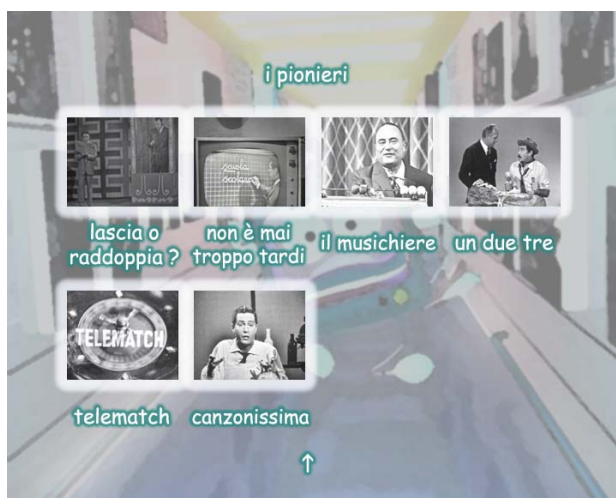 i pionieri
lascia o
raddoppia ?
non è mai
troppo tardi
il musichiere
un due tre
TELEMATCH
telematch
canzonissima
↑